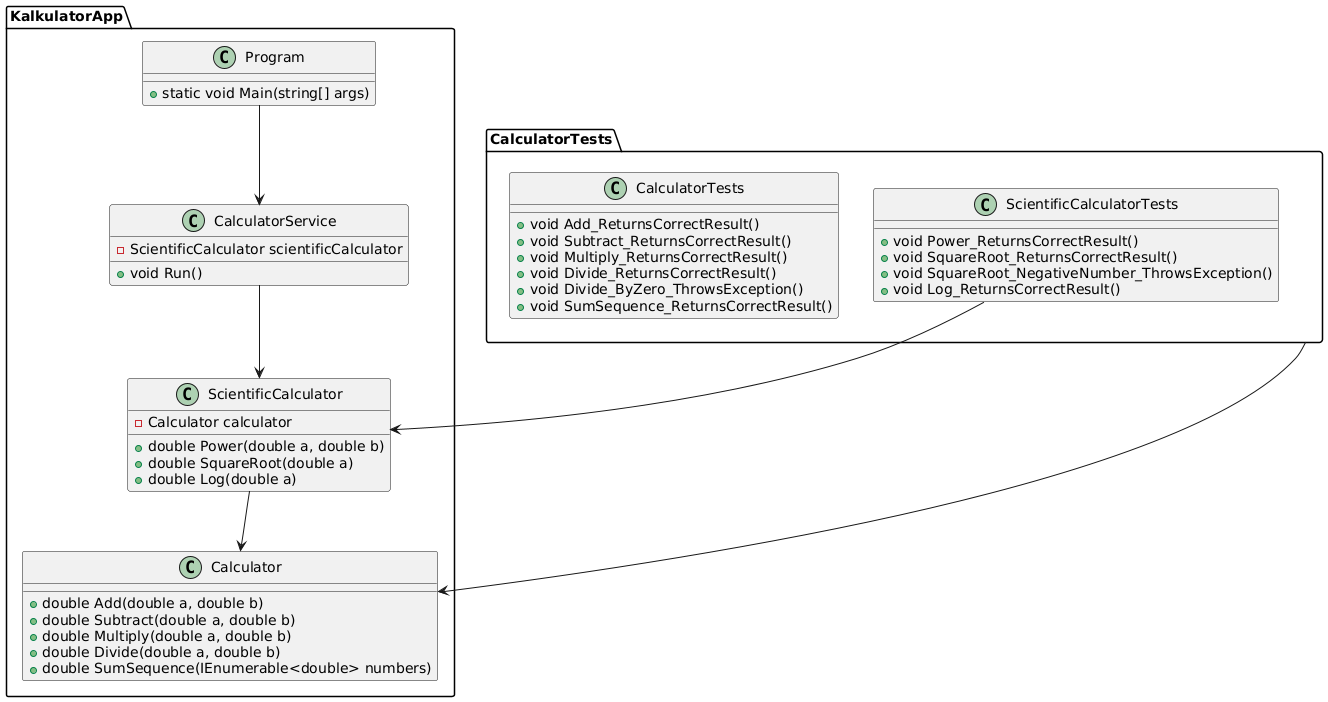 KalkulatorApp
C Program
static void Main(string[] args)
C CalculatorService
ScientificCalculator scientificCalculator
void Run()
C ScientificCalculator
Calculator calculator
double Power(double a, double b)
double SquareRoot(double a)
double Log(double a)
C Calculator
double Add(double a, double b)
double Subtract(double a, double b)
double Multiply(double a, double b)
double Divide(double a, double b)
double SumSequence(IEnumerable<double> numbers)
CalculatorTests
C CalculatorTests
void Add_ReturnsCorrectResult()
void Subtract_ReturnsCorrectResult()
void Multiply_ReturnsCorrectResult()
void Divide_ReturnsCorrectResult()
void Divide_ByZero_ThrowsException()
void SumSequence_ReturnsCorrectResult()
C ScientificCalculatorTests
void Power_ReturnsCorrectResult()
void SquareRoot_ReturnsCorrectResult()
void SquareRoot_NegativeNumber_ThrowsException()
void Log_ReturnsCorrectResult()